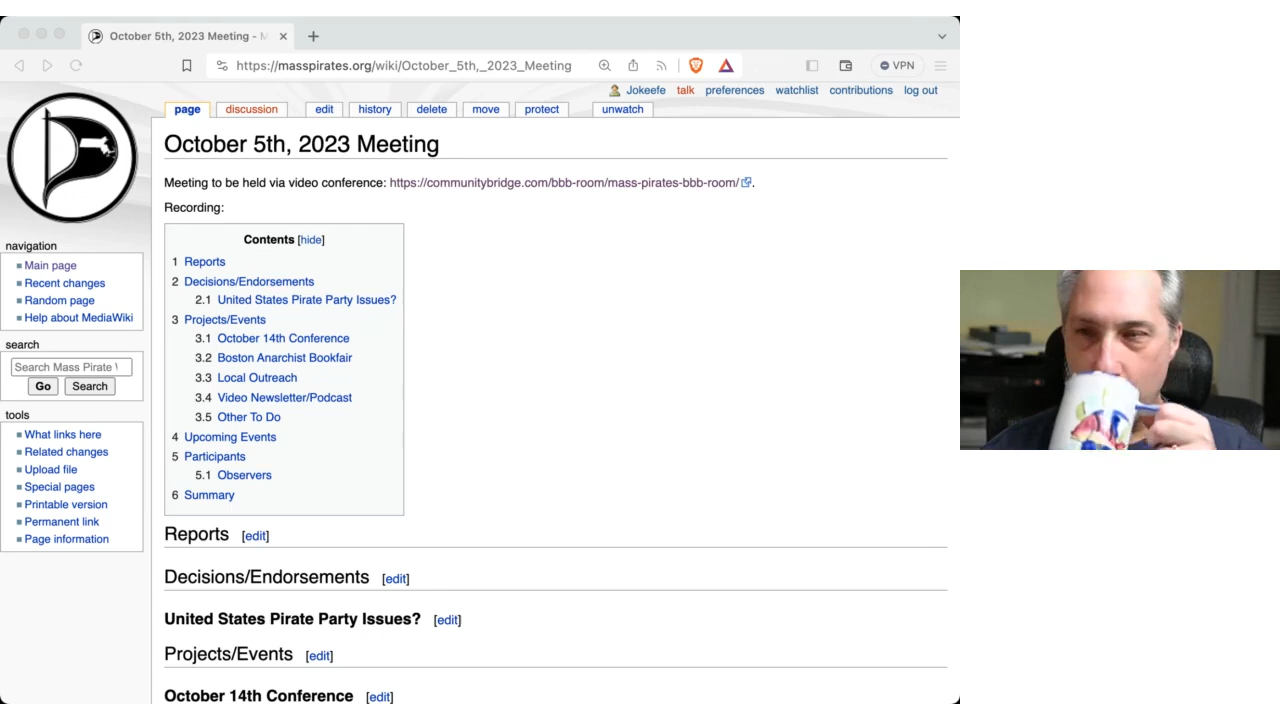 October 5th, 2023 Meeting - M
https://masspirates.org/wiki/October_5th,_2023_Meeting
VPN
Jokeefe talk preferences watchlist contributions log out
page discussion edit history delete move protect unwatch
October 5th, 2023 Meeting
Meeting to be held via video conference: https://communitybridge.com/bbb-room/mass-pirates-bbb-room/.
Recording:
Contents [hide]
1 Reports
2 Decisions/Endorsements
2.1 United States Pirate Party Issues?
3 Projects/Events
3.1 October 14th Conference
3.2 Boston Anarchist Bookfair
3.3 Local Outreach
3.4 Video Newsletter/Podcast
3.5 Other To Do
4 Upcoming Events
5 Participants
5.1 Observers
6 Summary
navigation
Main page
Recent changes
Random page
Help about MediaWiki
search
Search Mass Pirate
Go Search
tools
What links here
Related changes
Upload file
Special pages
Printable version
Permanent link
Page information
Reports [edit]
Decisions/Endorsements [edit]
United States Pirate Party Issues? [edit]
Projects/Events [edit]
October 14th Conference [edit]